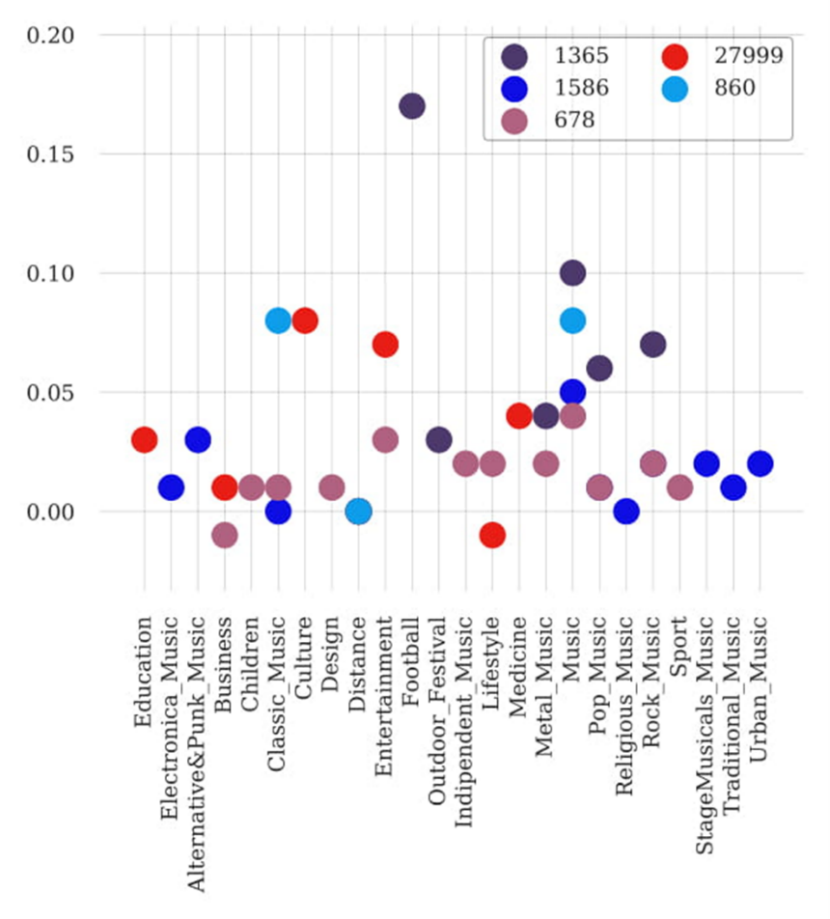 0.20
0.15
0.10
0.05
0.00
1365
1586
678
27999
860
Education
Electronica_Music
Alternative&Punk_Music
Business
Children
Classic_Music
Culture
Design
Distance
Entertainment
Football
Outdoor_Festival
Indipendent_Music
Lifestyle
Medicine
Metal_Music
Music
Pop_Music
Religious_Music
Rock_Music
Sport
StageMusicals_Music
Traditional_Music
Urban_Music